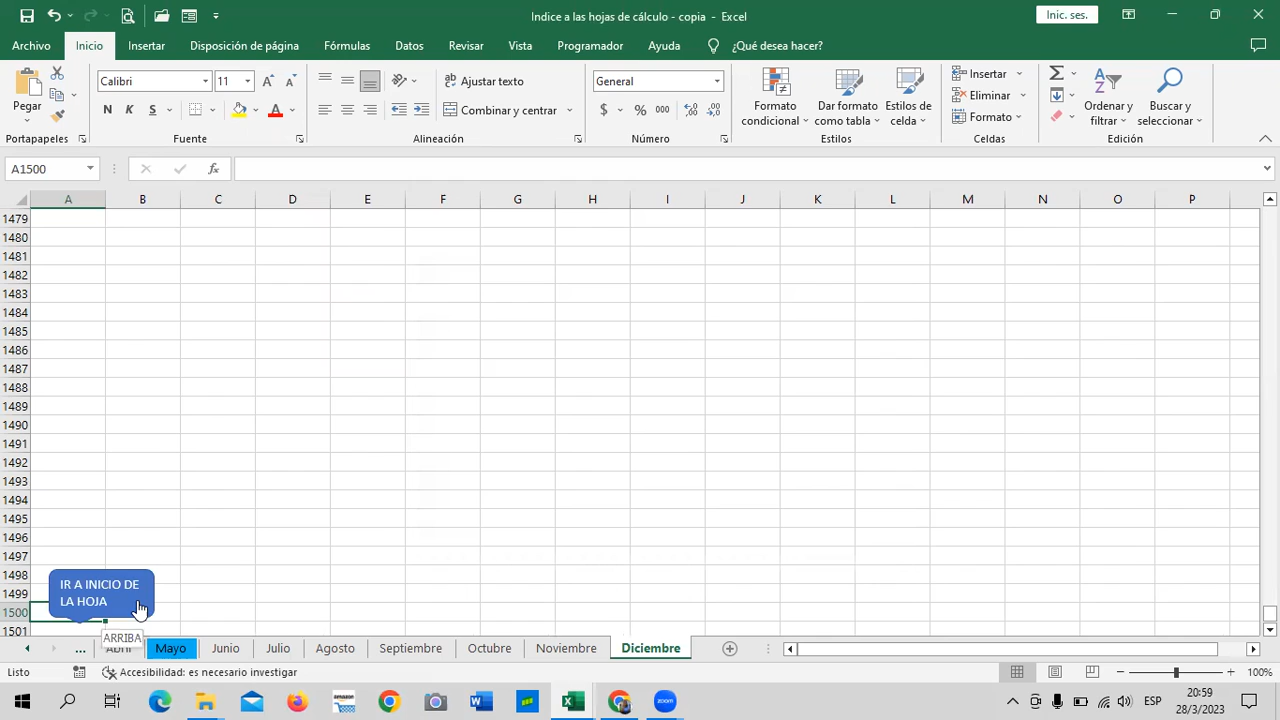 Indice a las hojas de cálculo - copia - Excel
Inic. ses.
Archivo Inicio Insertar Disposición de página Fórmulas Datos Revisar Vista Programador Ayuda ¿Qué desea hacer?
Calibri 11 Ajustar texto General Insertar
Pegar N K S Combinar y centrar $ % 000 Formato condicional Dar formato como tabla Estilos de celda Eliminar Formato Ordenar y filtrar Buscar y seleccionar
Portapapeles Fuente Alineación Número Estilos Celdas Edición
A1500 fx
A B C D E F G H I J K L M N O P
1479
1480
1481
1482
1483
1484
1485
1486
1487
1488
1489
1490
1491
1492
1493
1494
1495
1496
1497
1498
1499
1500
1501
IR A INICIO DE
LA HOJA
ARRIBA
... Abril Mayo Junio Julio Agosto Septiembre Octubre Noviembre Diciembre
Listo Accesibilidad: es necesario investigar 100%
amazon zoom ESP 20:59
28/3/2023